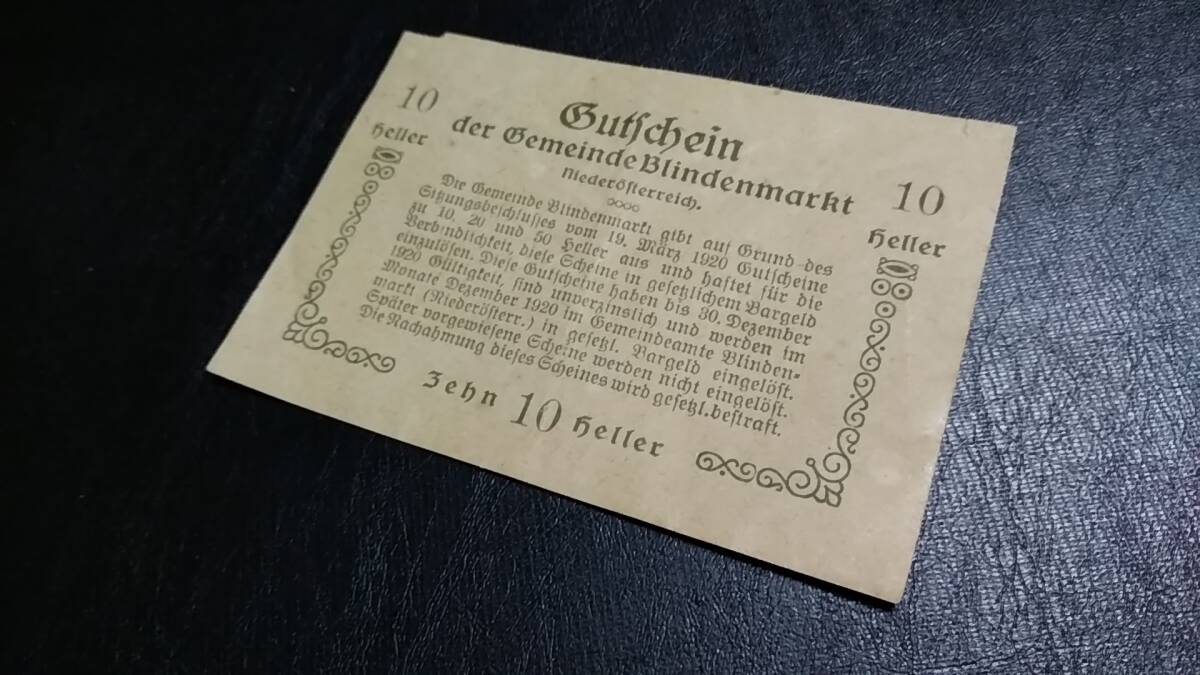 10
Heller
Gutschein
der Gemeinde Blindenmarkt
Niederösterreich.
10
Heller
Die Gemeinde Blindenmarkt gibt auf Grund des
Sitzungsbeschlusses vom 19. März 1920 Gutscheine
zu 10, 20 und 50 Heller aus und haftet für die
Verbindlichkeit, diese Scheine in gesetzlichem Bargeld
einzulösen. Diese Gutscheine haben bis 30. Dezember
1920 Gültigkeit, sind unverzinslich und werden im
Monate Dezember 1920 im Gemeindeamte Blinden-
markt (Niederösterr.) in gesetzl. Bargeld eingelöst.
Später vorgewiesene Scheine werden nicht eingelöst.
Die Nachahmung dieses Scheines wird gesetzl. bestraft.
Zehn 10 Heller